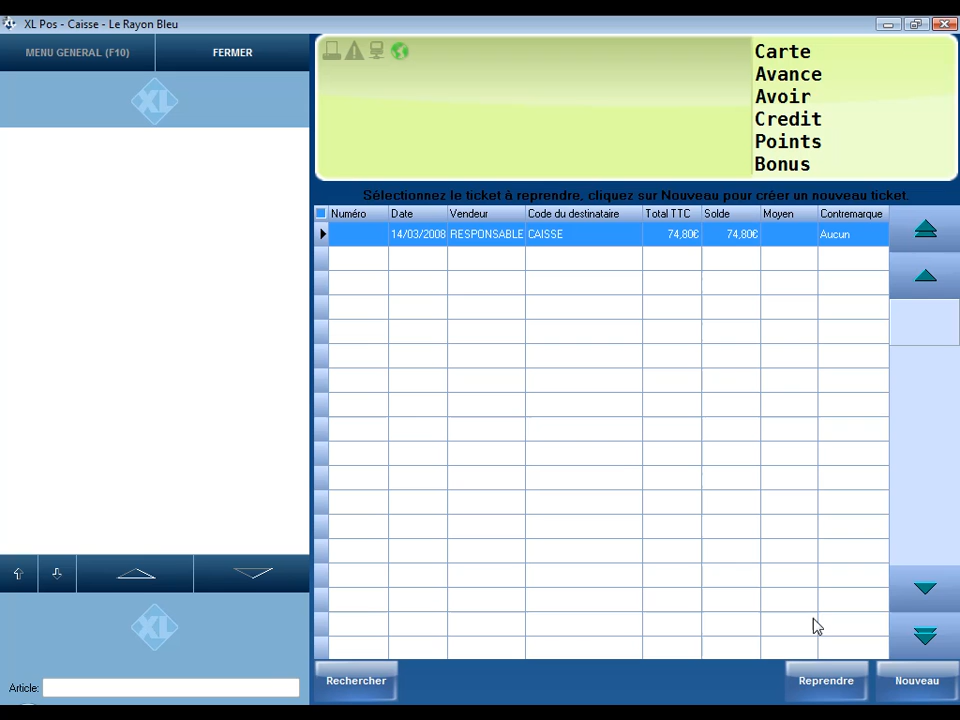 XL Pos - Caisse - Le Rayon Bleu
MENU GENERAL (F10)
FERMER
XL
Carte
Avance
Avoir
Credit
Points
Bonus
Sélectionnez le ticket à reprendre, cliquez sur Nouveau pour créer un nouveau ticket.
Numéro Date Vendeur Code du destinataire Total TTC Solde Moyen Contremarque
14/03/2008 RESPONSABLE CAISSE 74,80€ 74,80€ Aucun
XL
Article:
Rechercher
Reprendre
Nouveau